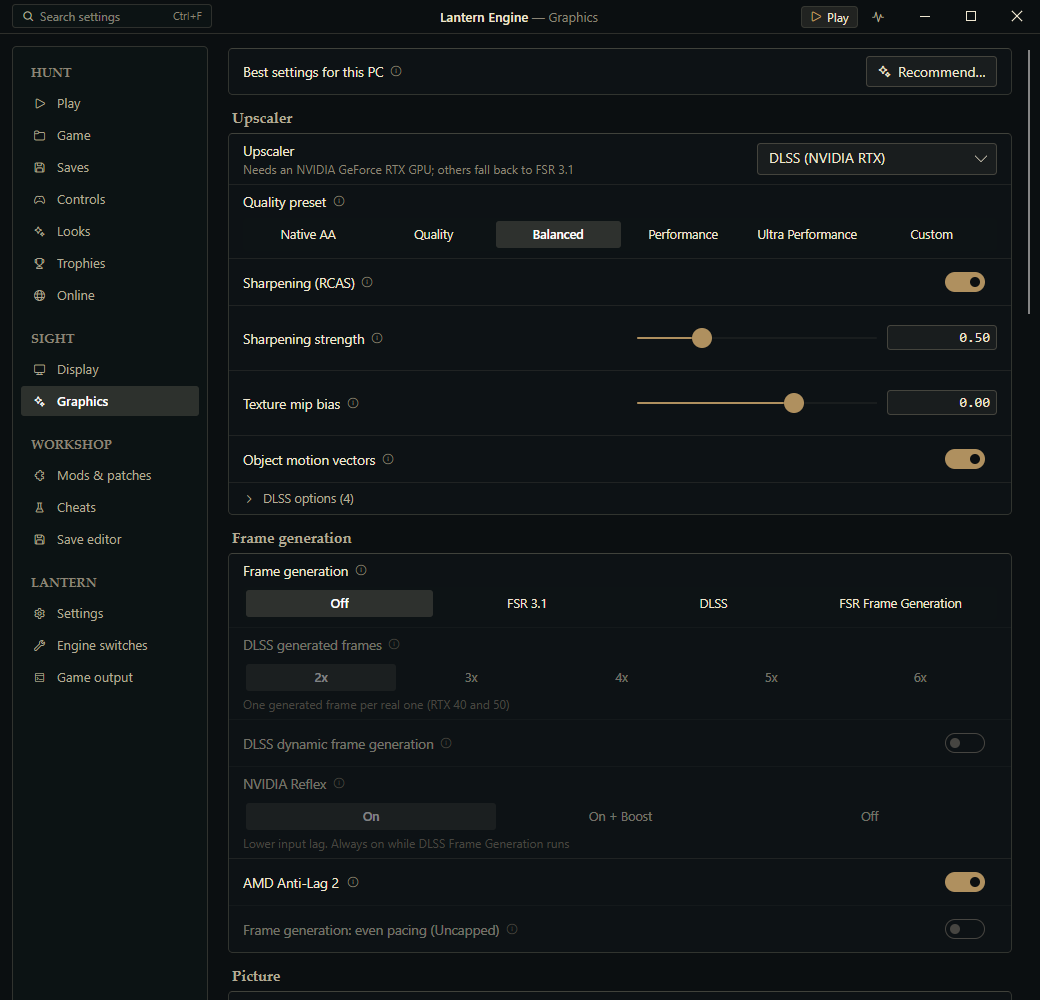 Search settings Ctrl+F
Lantern Engine — Graphics
Play
HUNT
Play
Game
Saves
Controls
Looks
Trophies
Online
SIGHT
Display
Graphics
WORKSHOP
Mods & patches
Cheats
Save editor
LANTERN
Settings
Engine switches
Game output
Best settings for this PC
Recommend...
Upscaler
Upscaler
Needs an NVIDIA GeForce RTX GPU; others fall back to FSR 3.1
DLSS (NVIDIA RTX)
Quality preset
Native AA Quality Balanced Performance Ultra Performance Custom
Sharpening (RCAS)
Sharpening strength 0.50
Texture mip bias 0.00
Object motion vectors
DLSS options (4)
Frame generation
Frame generation
Off FSR 3.1 DLSS FSR Frame Generation
DLSS generated frames
2x 3x 4x 5x 6x
One generated frame per real one (RTX 40 and 50)
DLSS dynamic frame generation
NVIDIA Reflex
On On + Boost Off
Lower input lag. Always on while DLSS Frame Generation runs
AMD Anti-Lag 2
Frame generation: even pacing (Uncapped)
Picture